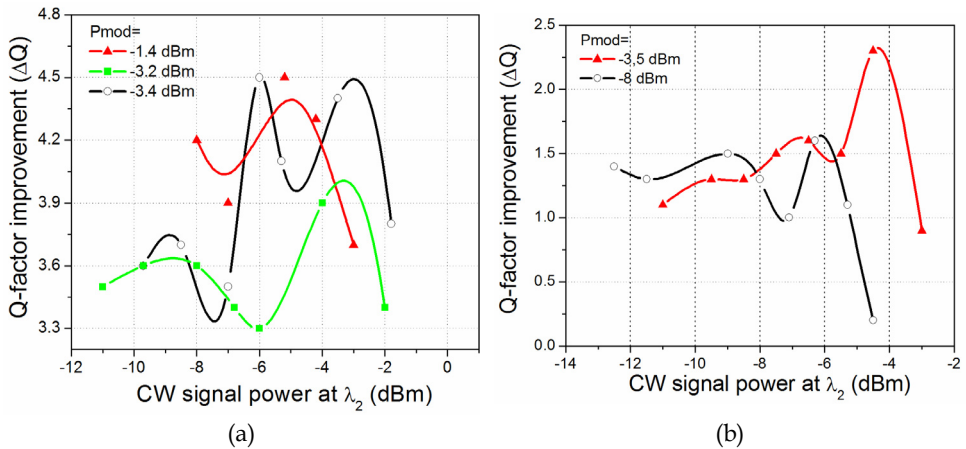 (a)
Pmod=
-1.4 dBm
-3.2 dBm
-3.4 dBm
Q-factor improvement (ΔQ)
4.8
4.5
4.2
3.9
3.6
3.3
-12 -10 -8 -6 -4 -2 0
CW signal power at λ₂ (dBm)
(a)
(b)
Pmod=
-3,5 dBm
-8 dBm
Q-factor improvement (ΔQ)
2.5
2.0
1.5
1.0
0.5
0.0
-14 -12 -10 -8 -6 -4 -2
CW signal power at λ₂ (dBm)
(b)